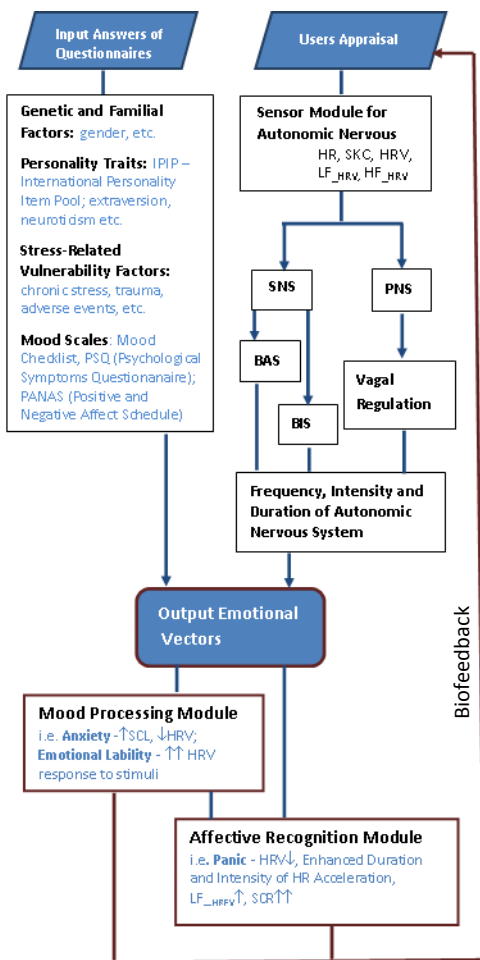 Input Answers of
Questionnaires
Users Appraisal
Genetic and Familial
Factors: gender, etc.
Personality Traits: IPIP –
International Personality
Item Pool; extraversion,
neuroticism etc.
Stress-Related
Vulnerability Factors:
chronic stress, trauma,
adverse events, etc.
Mood Scales: Mood
Checklist, PSQ (Psychological
Symptoms Questionanaire);
PANAS (Positive and
Negative Affect Schedule)
Sensor Module for
Autonomic Nervous
HR, SKC, HRV,
LF_HRV, HF_HRV
SNS
PNS
BAS
BIS
Vagal
Regulation
Frequency, Intensity and
Duration of Autonomic
Nervous System
Output Emotional
Vectors
Biofeedback
Mood Processing Module
i.e. Anxiety -↑SCL, ↓HRV;
Emotional Lability - ↑↑ HRV
response to stimuli
Affective Recognition Module
i.e. Panic - HRV↓, Enhanced Duration
and Intensity of HR Acceleration,
SCR↑↑